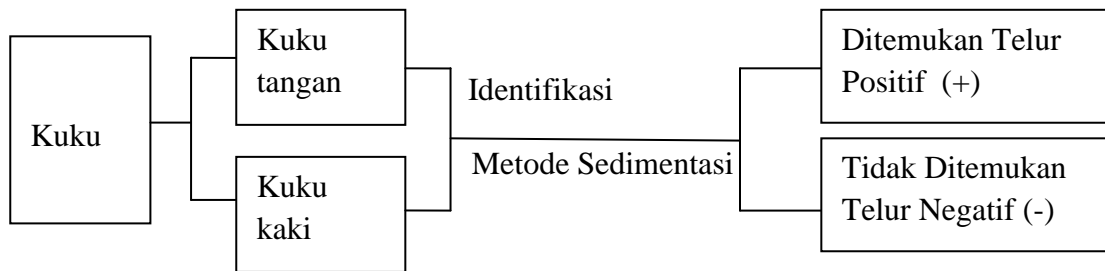 Kuku
Kuku
tangan
Kuku
kaki
Identifikasi
Metode Sedimentasi
Ditemukan Telur
Positif (+)
Tidak Ditemukan
Telur Negatif (-)